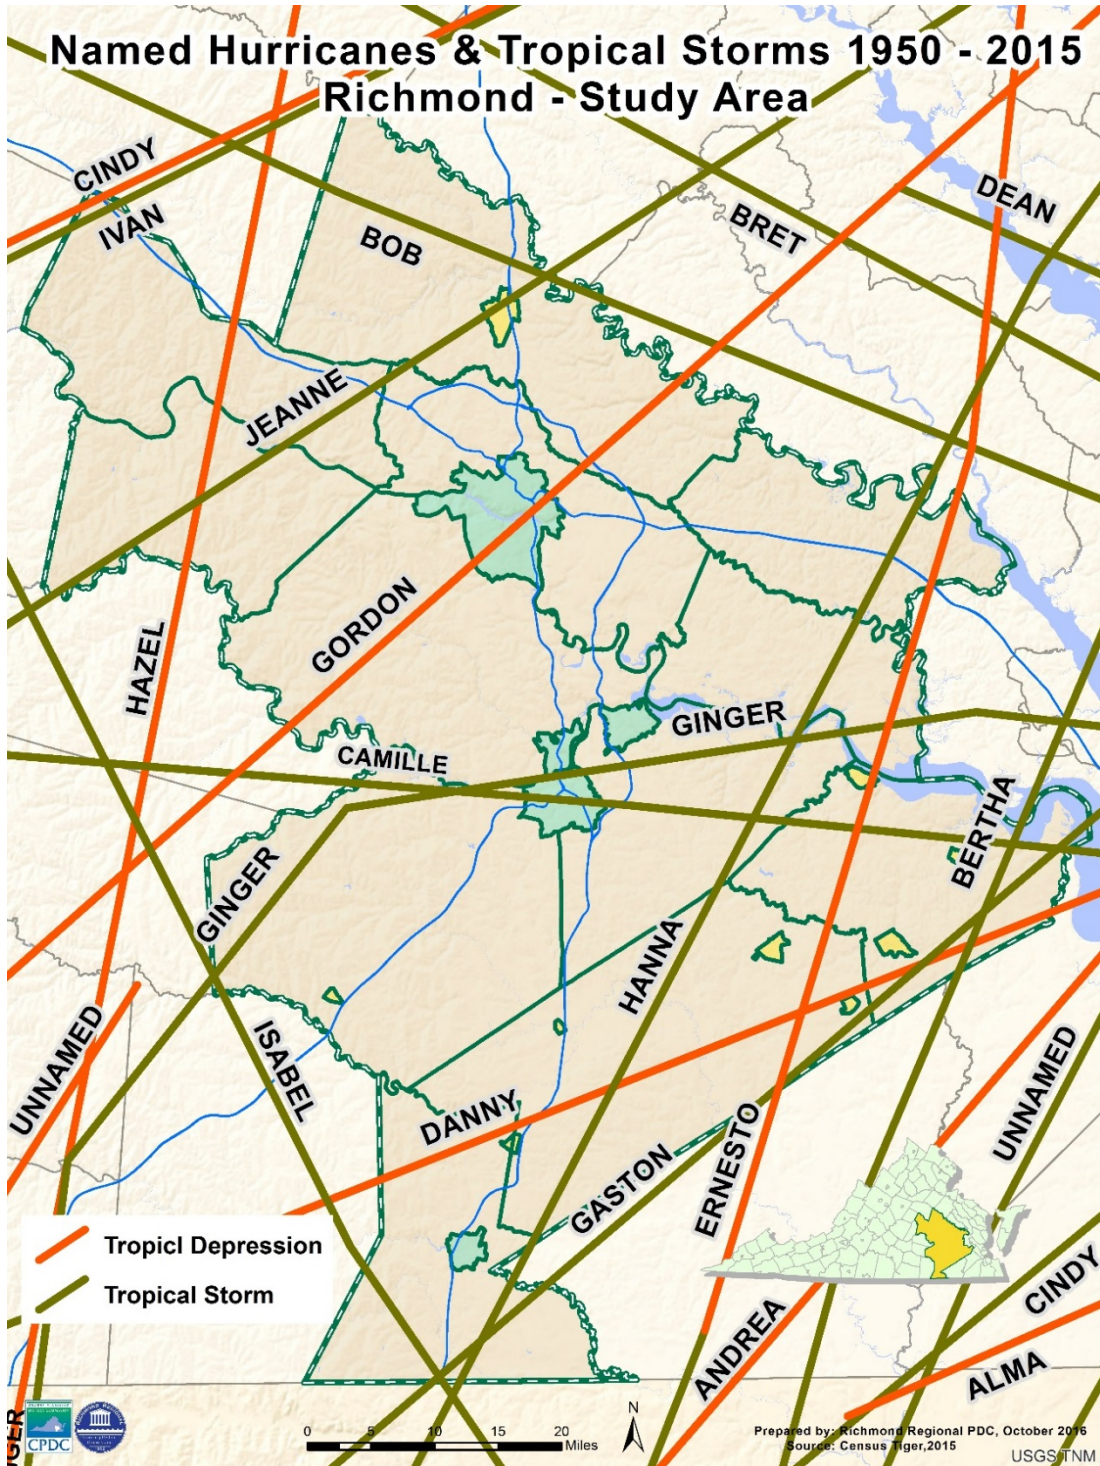 Named Hurricanes & Tropical Storms 1950 - 2015
Richmond - Study Area
CINDY
IVAN
BOB
BRET
DEAN
JEANNE
GORDON
HAZEL
GINGER
CAMILLE
BERTHA
GINGER
HANNA
UNNAMED
ISABEL
DANNY
UNNAMED
GASTON
ERNESTO
Tropicl Depression
Tropical Storm
CINDY
ANDREA
ALMA
GER
CPDC
0 5 10 15 20
Miles
N
Prepared by: Richmond Regional PDC, October 2016
Source: Census Tiger,2015
USGS TNM